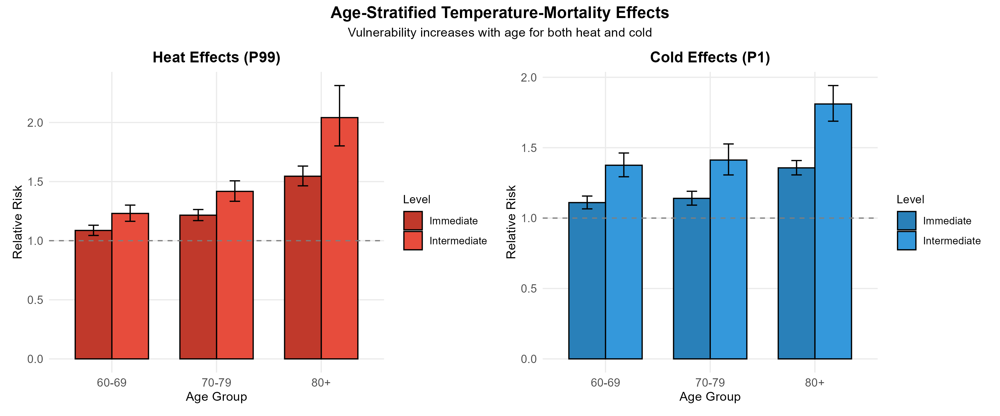 Age-Stratified Temperature-Mortality Effects
Vulnerability increases with age for both heat and cold
Heat Effects (P99)
2.0
1.5
1.0
0.5
0.0
Relative Risk
60-69
70-79
80+
Age Group
Level
Immediate
Intermediate
Cold Effects (P1)
2.0
1.5
1.0
0.5
0.0
Relative Risk
60-69
70-79
80+
Age Group
Level
Immediate
Intermediate